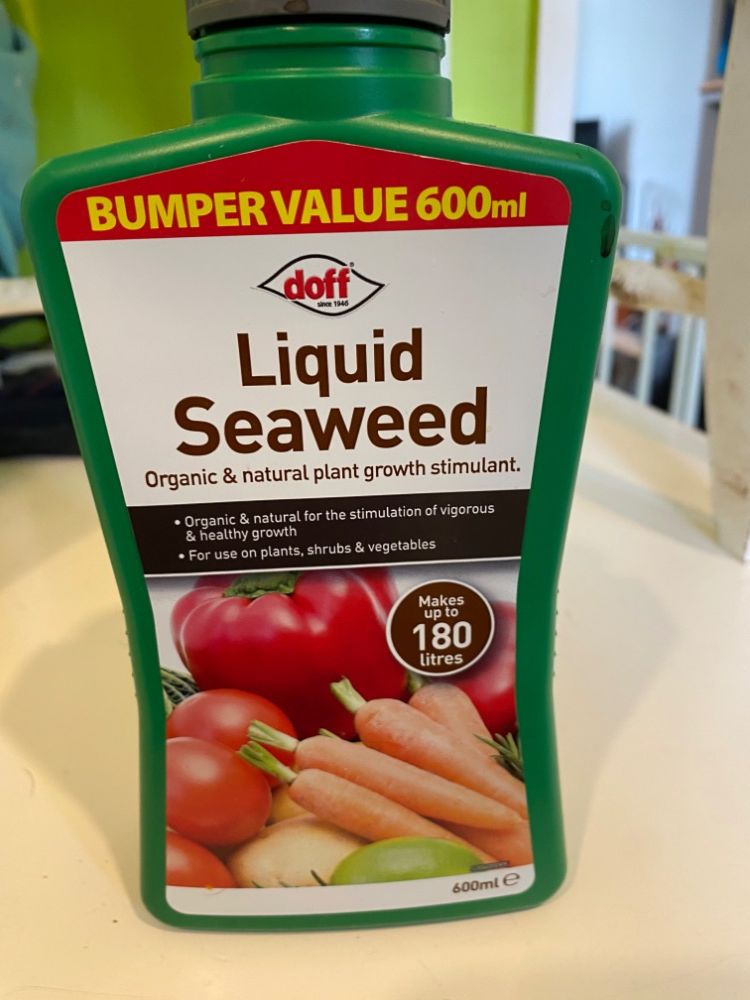 BUMPER VALUE 600ml
doff®
since 1946
Liquid
Seaweed
Organic & natural plant growth stimulant.
• Organic & natural for the stimulation of vigorous
& healthy growth
• For use on plants, shrubs & vegetables
Makes
up to
180
litres
600ml ℮